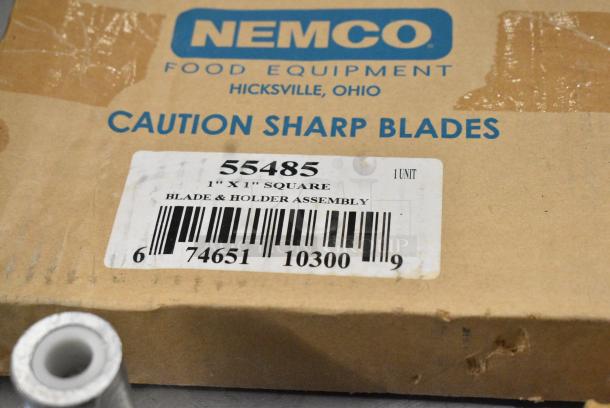 NEMCO
FOOD EQUIPMENT
HICKSVILLE, OHIO
CAUTION SHARP BLADES
55485
1 UNIT
1" X 1" SQUARE
BLADE & HOLDER ASSEMBLY
6 74651 10300 9